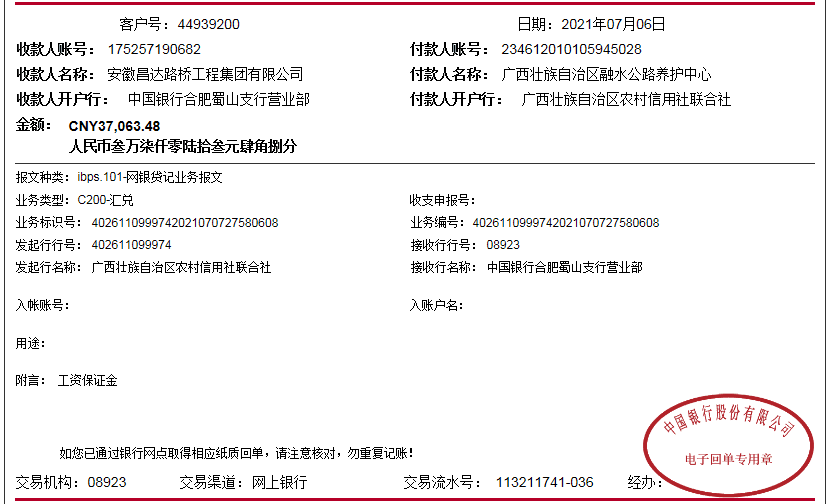 客户号：44939200 日期：2021年07月06日
收款人账号：175257190682 付款人账号：234612010105945028
收款人名称：安徽昌达路桥工程集团有限公司 付款人名称：广西壮族自治区融水公路养护中心
收款人开户行：中国银行合肥蜀山支行营业部 付款人开户行：广西壮族自治区农村信用社联合社
金额：CNY37,063.48
人民币叁万柒仟零陆拾叁元肆角捌分
报文种类：ibps.101-网银贷记业务报文
业务类型：C200-汇兑 收支申报号：
业务标识号：4026110999742021070727580608 业务编号：4026110999742021070727580608
发起行行号：402611099974 接收行行号：08923
发起行名称：广西壮族自治区农村信用社联合社 接收行名称：中国银行合肥蜀山支行营业部
入帐账号： 入账户名：
用途：
附言：工资保证金
中国银行股份有限公司
电子回单专用章
如您已通过银行网点取得相应纸质回单，请注意核对，勿重复记账！
交易机构：08923 交易渠道：网上银行 交易流水号：113211741-036 经办：